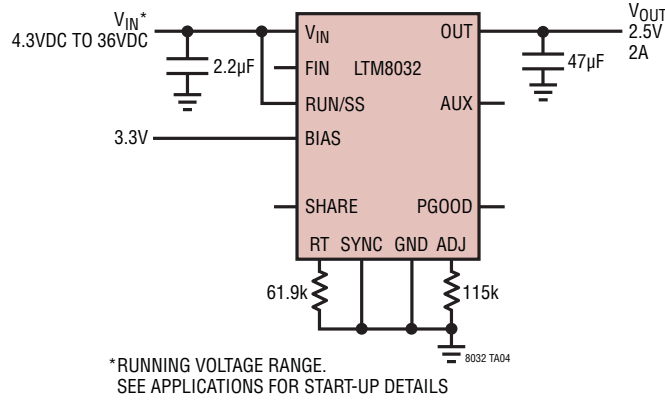 VIN*
4.3VDC TO 36VDC
2.2µF
3.3V
VIN
FIN
RUN/SS
BIAS
SHARE
LTM8032
OUT
AUX
PGOOD
RT SYNC GND ADJ
VOUT
2.5V
2A
47µF
61.9k
115k
8032 TA04
*RUNNING VOLTAGE RANGE.
SEE APPLICATIONS FOR START-UP DETAILS